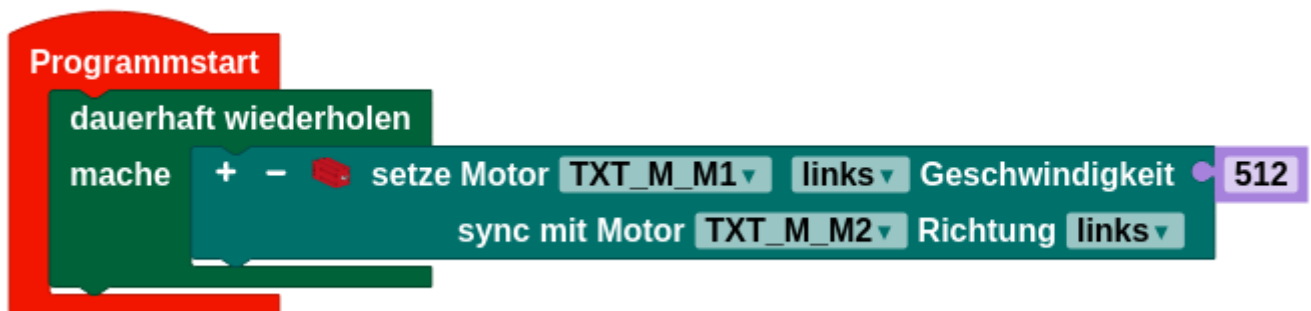 Programmstart
dauerhaft wiederholen
mache + − setze Motor TXT_M_M1▾ links▾ Geschwindigkeit 512
sync mit Motor TXT_M_M2▾ Richtung links▾